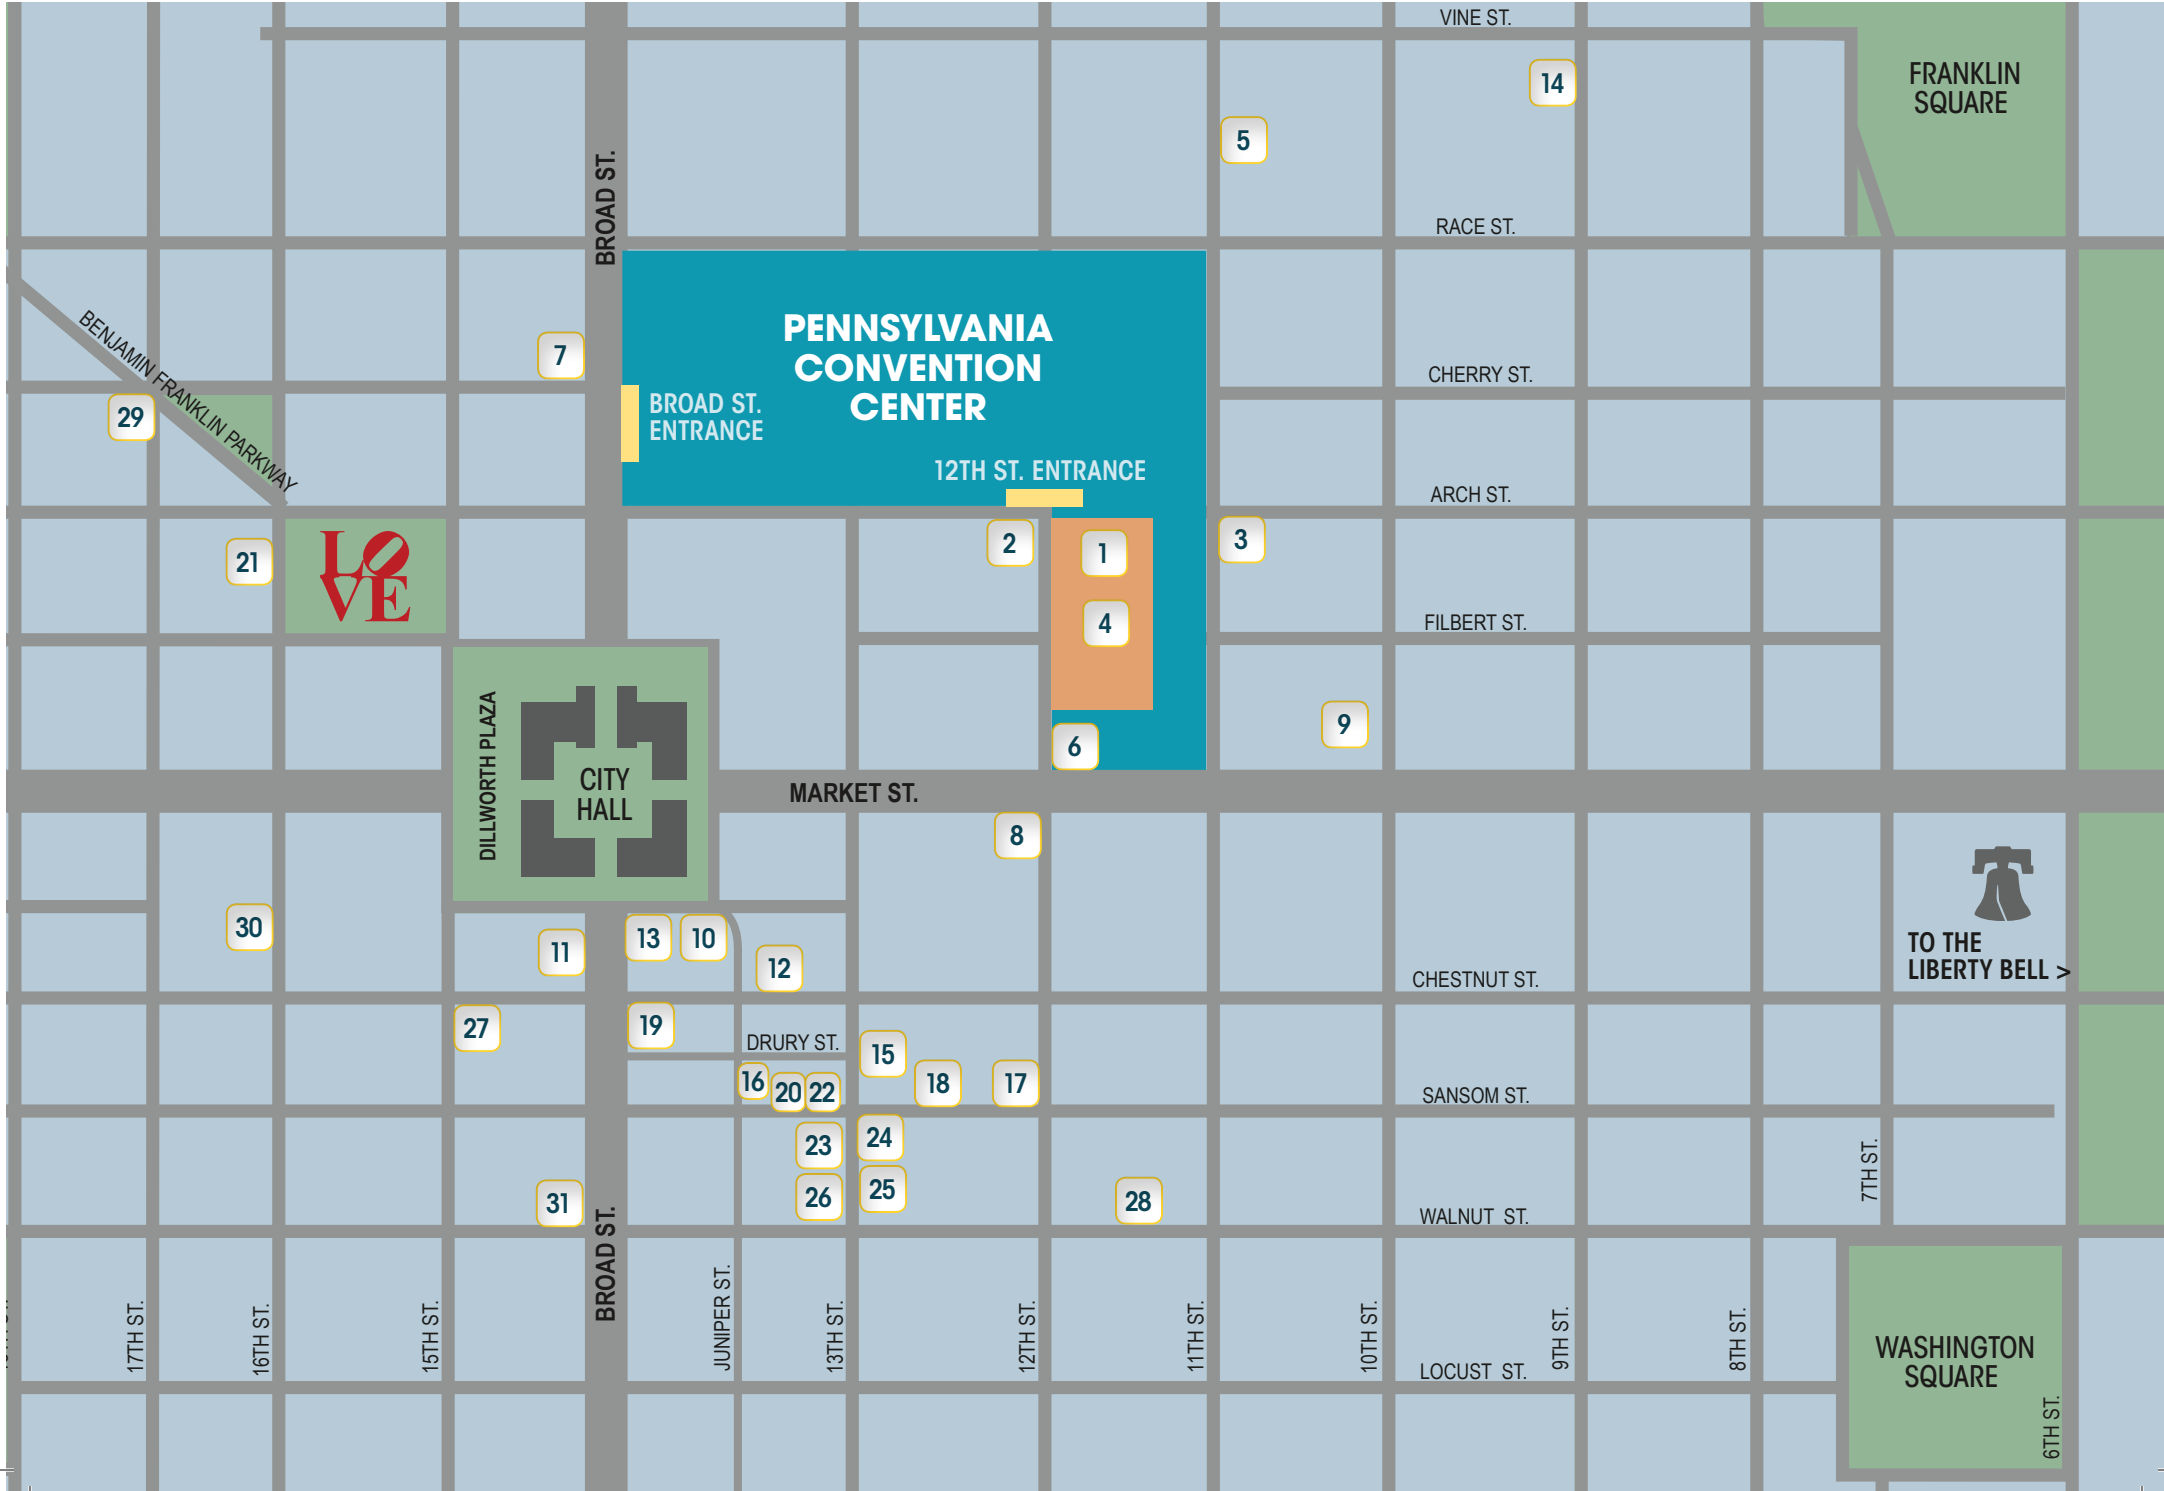 VINE ST.
FRANKLIN
SQUARE
14
5
BROAD ST.
RACE ST.
PENNSYLVANIA
CONVENTION
CENTER
BENJAMIN FRANKLIN PARKWAY
7
CHERRY ST.
29
BROAD ST.
ENTRANCE
12TH ST. ENTRANCE
ARCH ST.
21
LO
VE
2
1
3
4
FILBERT ST.
DILLWORTH PLAZA
CITY
HALL
6
9
MARKET ST.
8
30
11
13
10
12
TO THE
LIBERTY BELL >
CHESTNUT ST.
27
19
DRURY ST.
15
16
20
22
18
17
SANSOM ST.
23
24
26
25
28
31
7TH ST.
WALNUT ST.
BROAD ST.
17TH ST.
16TH ST.
15TH ST.
JUNIPER ST.
13TH ST.
12TH ST.
11TH ST.
10TH ST.
9TH ST.
8TH ST.
LOCUST ST.
WASHINGTON
SQUARE
6TH ST.